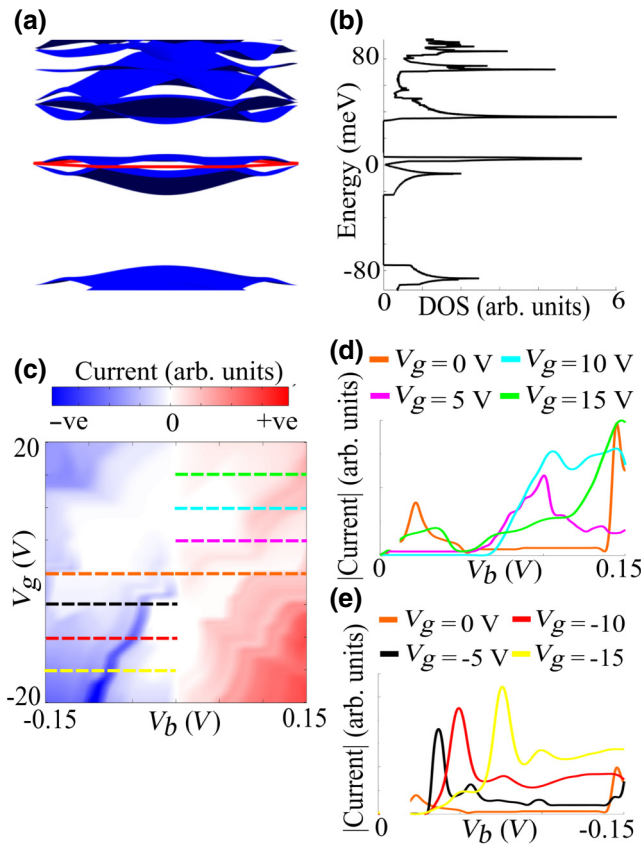 (a)
(b)
80
0
-80
Energy (meV)
0
6
DOS (arb. units)
(c)
Current (arb. units)
-ve
0
+ve
20
-20
Vg (V)
-0.15
0.15
Vb (V)
(d)
Vg= 0 V
Vg= 10 V
Vg= 5 V
Vg= 15 V
|Current| (arb. units)
0
Vb (V)
0.15
(e)
Vg= 0 V
Vg= -10
Vg= -5 V
Vg= -15
|Current| (arb. units)
0
Vb (V)
-0.15